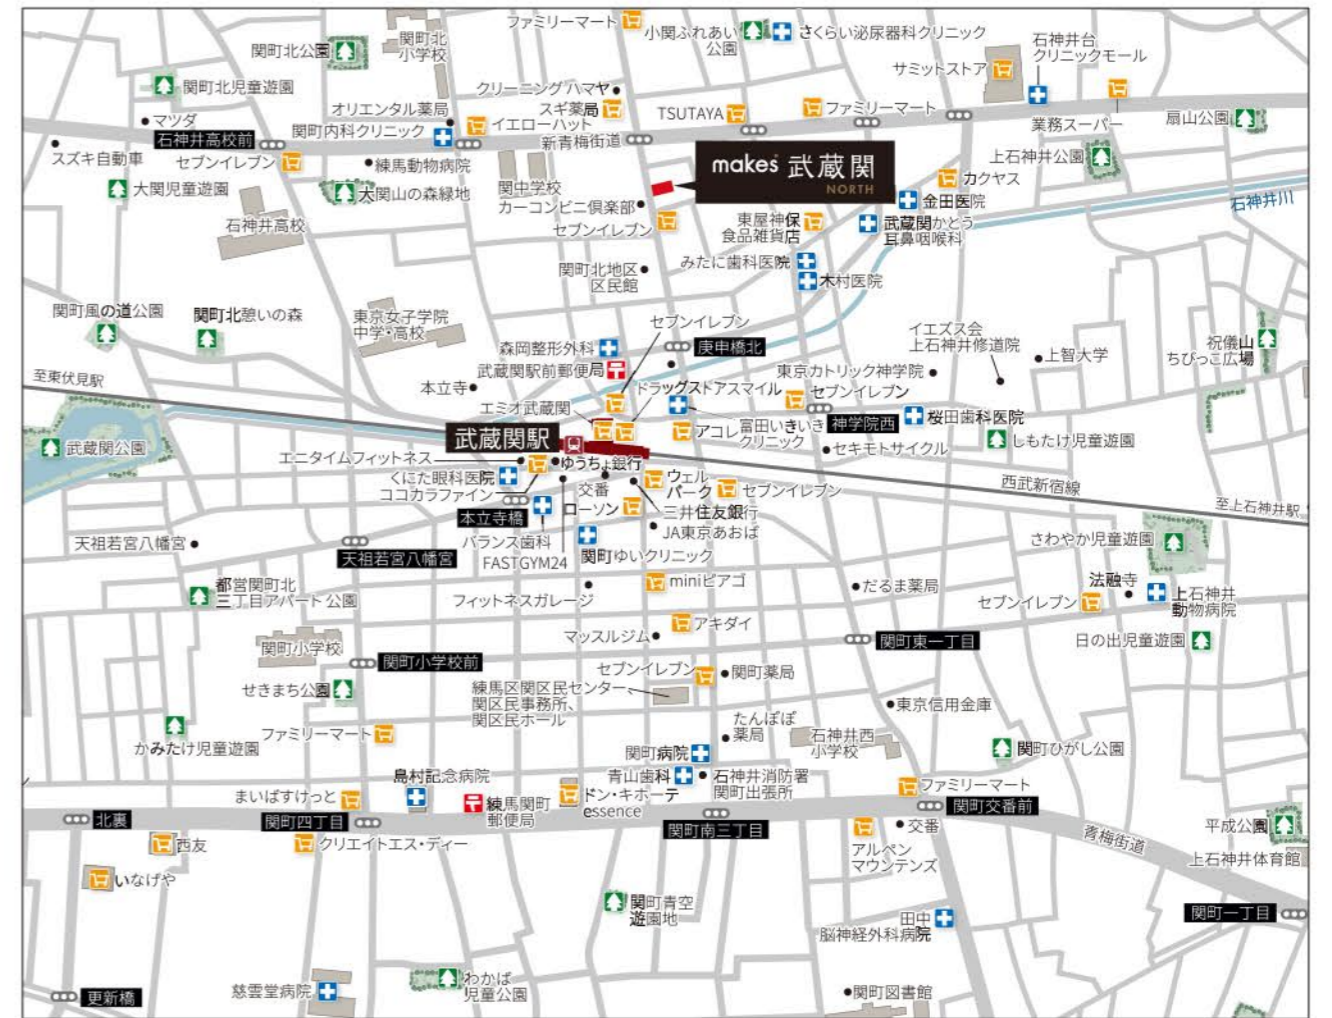 ファミリーマート
小関ふれあい
公園
さくらい泌尿器科クリニック
関町北公園
関町北
小学校
石神井台
クリニックモール
サミットストア
関町北児童遊園
クリーニングハマヤ
オリエンタル薬局
スギ薬局
TSUTAYA
ファミリーマート
業務スーパー
扇山公園
マツダ
石神井高校前
関町内科クリニック
イエローハット
新青梅街道
スズキ自動車
セブンイレブン
練馬動物病院
makes 武蔵関
NORTH
上石神井公園
大関児童遊園
大関山の森緑地
関中学校
カーコンビニ倶楽部
カクヤス
金田医院
石神井川
石神井高校
セブンイレブン
東屋神保
食品雑貨店
武蔵関かとう
耳鼻咽喉科
関町北地区
区民館
みたに歯科医院
木村医院
関町風の道公園
関町北憩いの森
東京女子学院
中学・高校
セブンイレブン
庚申橋北
イエズス会
上石神井修道院
上智大学
祝儀山
ちびっこ広場
森岡整形外科
武蔵関駅前郵便局
至東伏見駅
本立寺
ドラッグストアスマイル
東京カトリック神学院
セブンイレブン
エミオ武蔵関
神学院西
桜田歯科医院
武蔵関駅
アコレ
富田いきいき
クリニック
セキモトサイクル
しもたけ児童遊園
武蔵関公園
エニタイムフィットネス
ゆうちょ銀行
くにた眼科医院
ココカラファイン
交番
ウェル
パーク
セブンイレブン
西武新宿線
至上石神井駅
本立寺橋
ローソン
三井住友銀行
JA東京あおば
天祖若宮八幡宮
天祖若宮八幡宮
バランス歯科
FASTGYM24
関町ゆいクリニック
さわやか児童遊園
都営関町北
三丁目アパート公園
フィットネスガレージ
miniピアゴ
だるま薬局
法融寺
セブンイレブン
上石神井
動物病院
関町小学校
マッスルジム
アキダイ
関町東一丁目
日の出児童遊園
関町小学校前
セブンイレブン
関町薬局
せきまち公園
練馬区関区民センター
関区民事務所、
関区民ホール
東京信用金庫
かみたけ児童遊園
ファミリーマート
たんぽぽ
薬局
石神井西
小学校
関町ひがし公園
関町病院
島村記念病院
青山歯科
石神井消防署
関町出張所
ファミリーマート
まいばすけっと
練馬関町
郵便局
ドン・キホーテ
essence
関町交番前
北裏
関町四丁目
関町南三丁目
交番
青梅街道
平成公園
西友
クリエイトエス・ディー
アルペン
マウンテンズ
上石神井体育館
いなげや
関町青空
遊園地
田中
脳神経外科病院
関町一丁目
慈雲堂病院
わかば
児童公園
更新橋
関町図書館